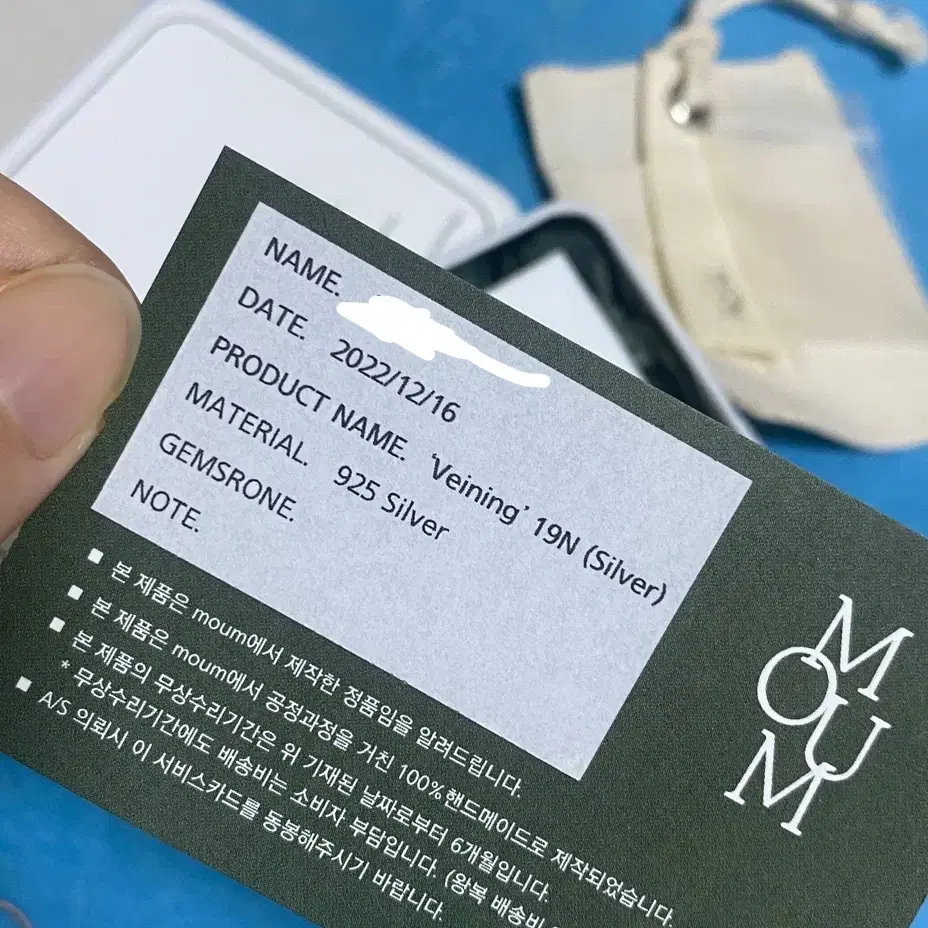 NAME.
DATE. 2022/12/16
PRODUCT NAME. 'Veining' 19N (Silver)
MATERIAL. 925 Silver
GEMSRONE.
NOTE.
■ 본 제품은 moum에서 제작한 정품임을 알려드립니다.
■ 본 제품은 moum에서 공정과정을 거친 100%핸드메이드로 제작되었습니다.
■ 본 제품의 무상수리기간은 위 기재된 날짜로부터 6개월입니다.
* 무상수리기간에도 배송비는 소비자 부담입니다. (왕복 배송비
■ A/S 의뢰시 이 서비스카드를 동봉해주시기 바랍니다.
MOUM